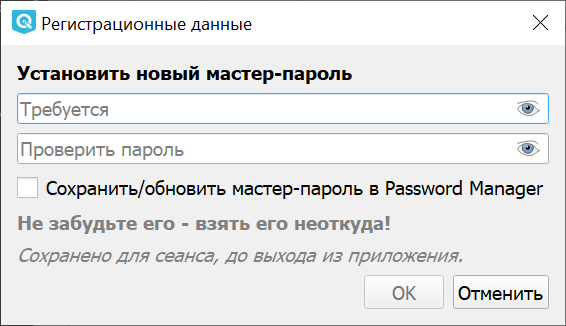 Регистрационные данные
Установить новый мастер-пароль
Требуется
Проверить пароль
Сохранить/обновить мастер-пароль в Password Manager
Не забудьте его - взять его неоткуда!
Сохранено для сеанса, до выхода из приложения.
OK Отменить